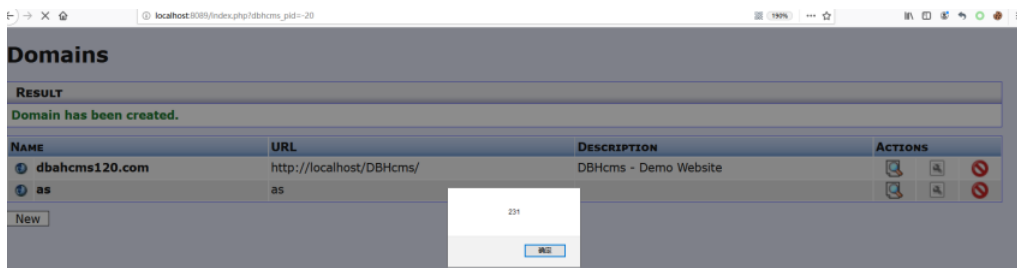 localhost:8089/index.php?dbhcms_pid=-20
190%
Domains
RESULT
Domain has been created.
NAME URL DESCRIPTION ACTIONS
dbahcms120.com http://localhost/DBHcms/ DBHcms - Demo Website
as as
New
231
确定